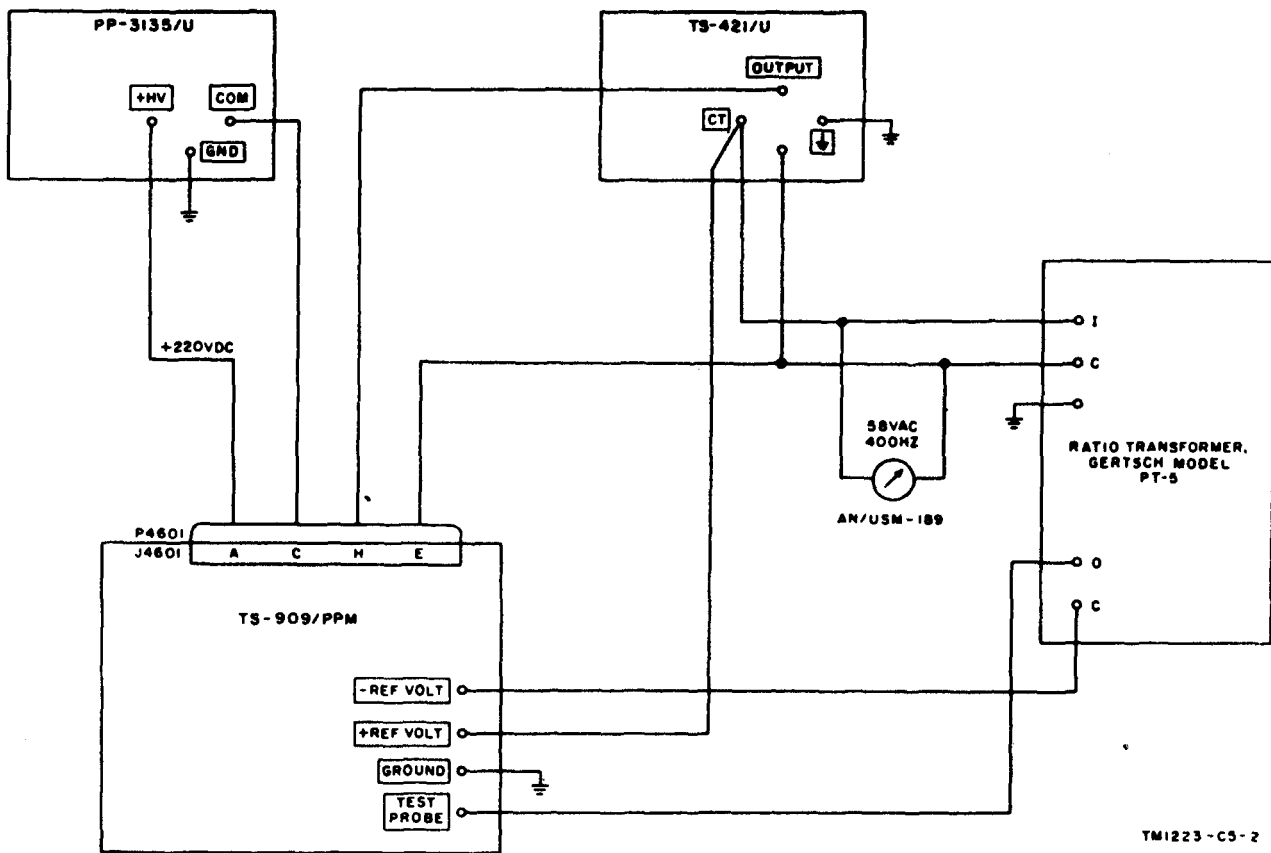 PP-3135/U
+HV
COM
GND
TS-421/U
OUTPUT
CT
+220VDC
I
C
58VAC
400HZ
AN/USM-189
RATIO TRANSFORMER,
GERTSCH MODEL
PT-5
O
C
P4601
J4601
A C H E
TS-909/PPM
-REF VOLT
+REF VOLT
GROUND
TEST
PROBE
TM1223-C5-2